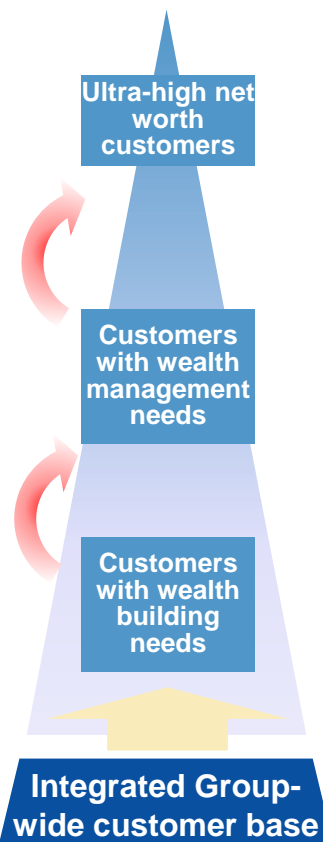 Ultra-high net
worth
customers
Customers
with wealth
management
needs
Customers
with wealth
building
needs
Integrated Group-
wide customer base